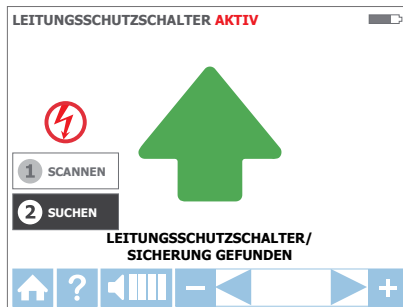 LEITUNGSSCHUTZSCHALTER AKTIV
1 SCANNEN
2 SUCHEN
LEITUNGSSCHUTZSCHALTER/
SICHERUNG GEFUNDEN
? − +